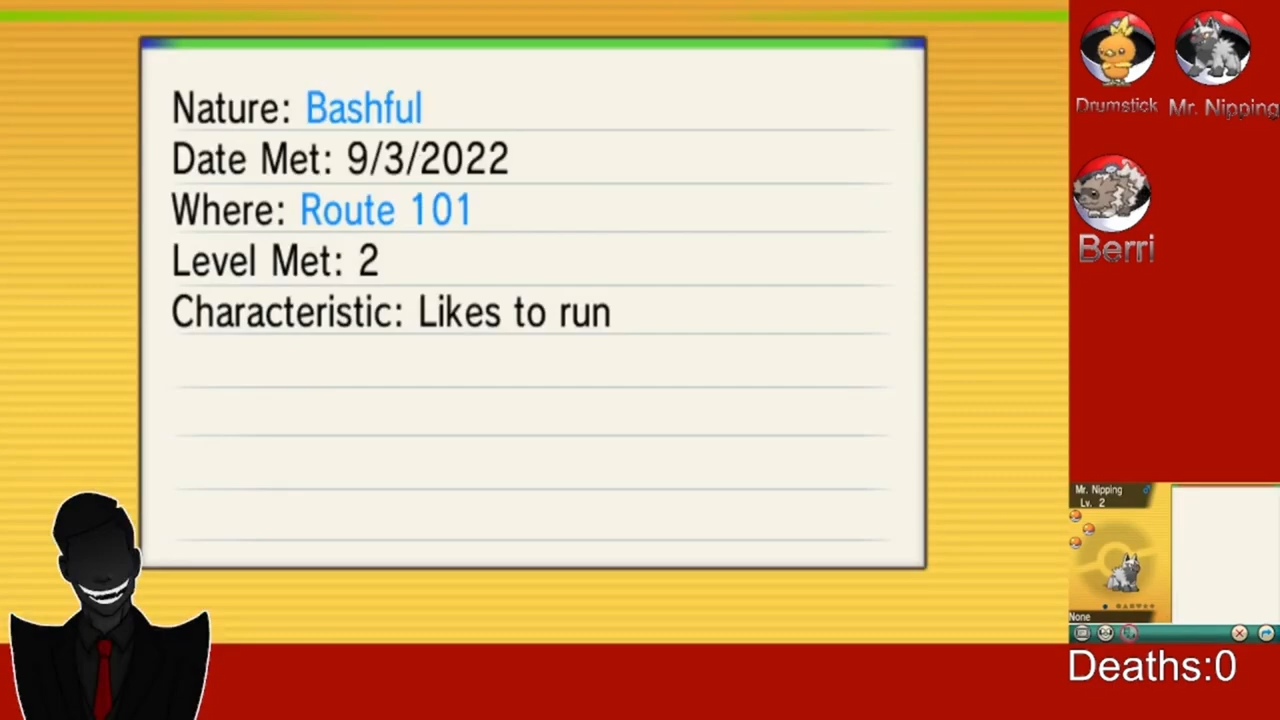 Nature: Bashful
Date Met: 9/3/2022
Where: Route 101
Level Met: 2
Characteristic: Likes to run
Drumstick
Mr. Nipping
Berri
Mr. Nipping
Lv. 2
None
Deaths:0